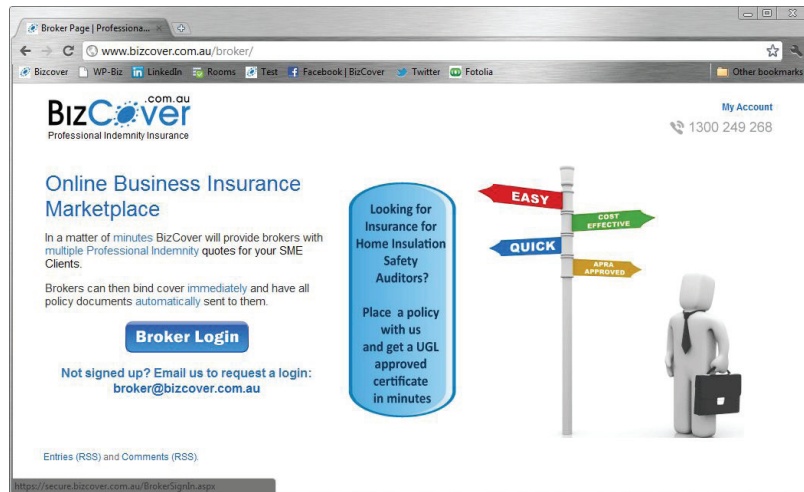 Broker Page | Professiona...
www.bizcover.com.au/broker/
Bizcover WP-Biz LinkedIn Rooms Test Facebook | BizCover Twitter Fotolia Other bookmarks
BIZCover .com.au
Professional Indemnity Insurance
My Account
1300 249 268
Online Business Insurance
Marketplace
In a matter of minutes BizCover will provide brokers with
multiple Professional Indemnity quotes for your SME
Clients.
Brokers can then bind cover immediately and have all
policy documents automatically sent to them.
Broker Login
Not signed up? Email us to request a login:
broker@bizcover.com.au
Looking for
Insurance for
Home Insulation
Safety
Auditors?
Place a policy
with us
and get a UGL
approved
certificate
in minutes
EASY
COST
EFFECTIVE
QUICK
APRA
APPROVED
Entries (RSS) and Comments (RSS).
https://secure.bizcover.com.au/BrokerSignIn.aspx